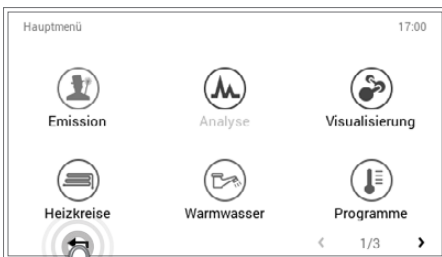 Hauptmenü 17:00
Emission Analyse Visualisierung
Heizkreise Warmwasser Programme
< 1/3 >